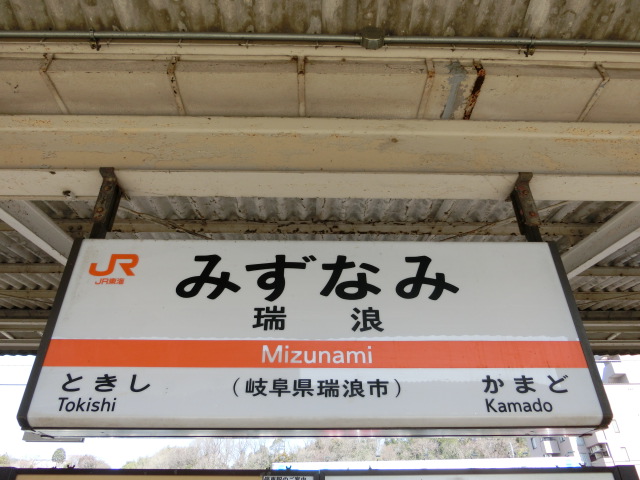 JR
JR東海
みずなみ
瑞浪
Mizunami
ときし
Tokishi
(岐阜県瑞浪市)
かまど
Kamado